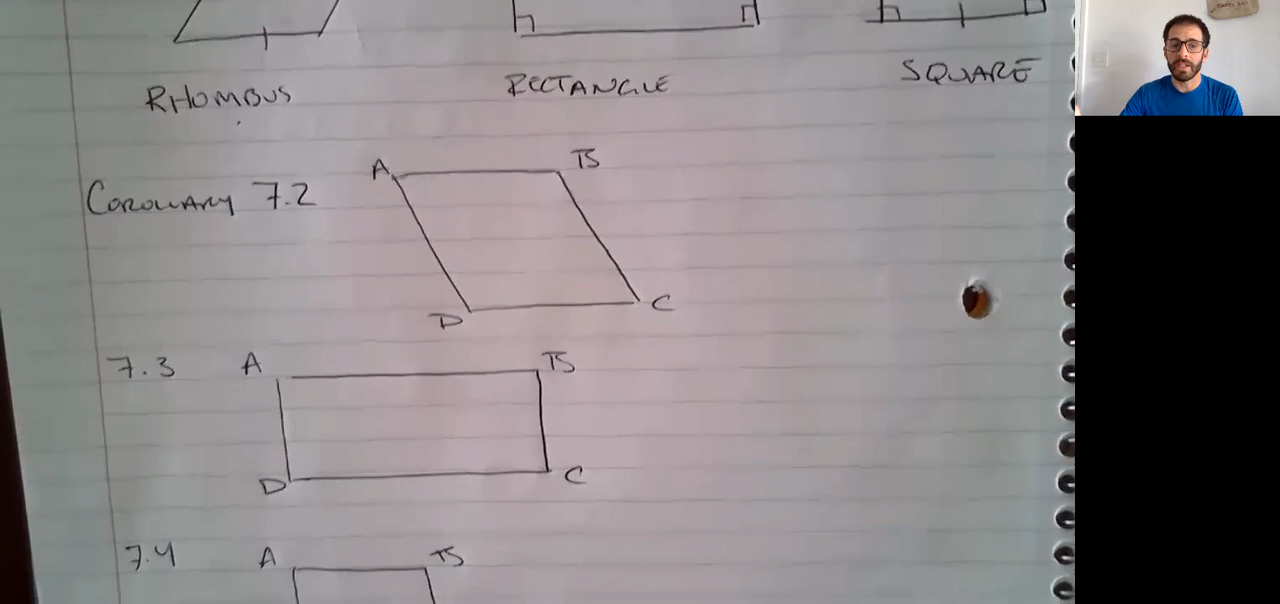 RHOMBUS RECTANGLE SQUARE
A B
COROLLARY 7.2
D C
7.3 A B
D C
7.4 A B